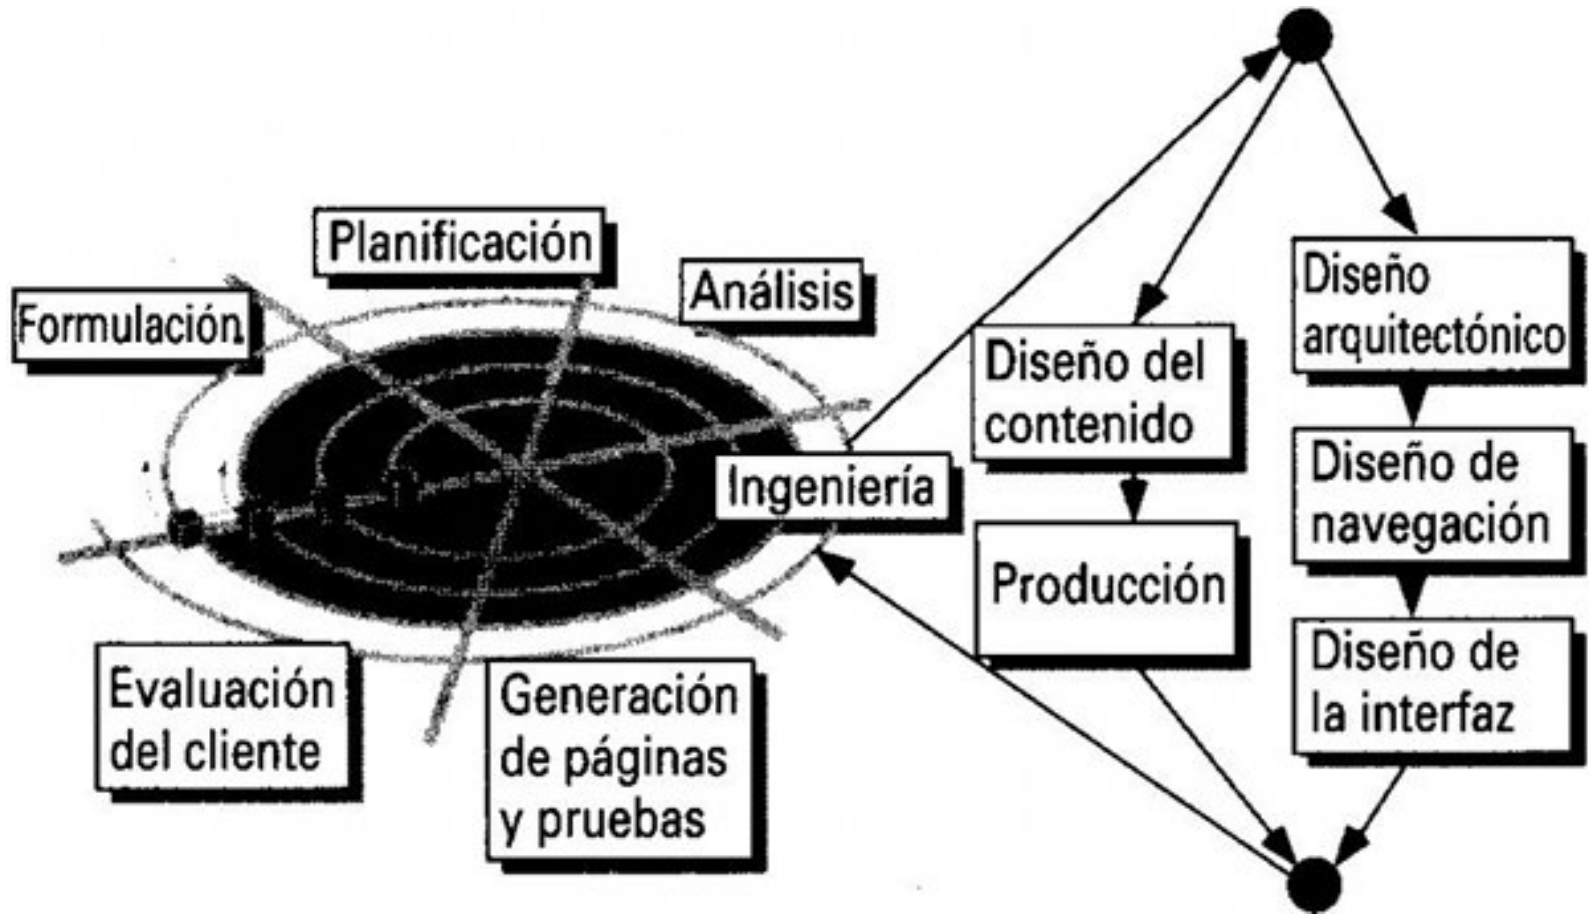 Planificación
Análisis
Formulación
Ingeniería
Evaluación
del cliente
Generación
de páginas
y pruebas
Diseño del
contenido
Producción
Diseño
arquitectónico
Diseño de
navegación
Diseño de
la interfaz